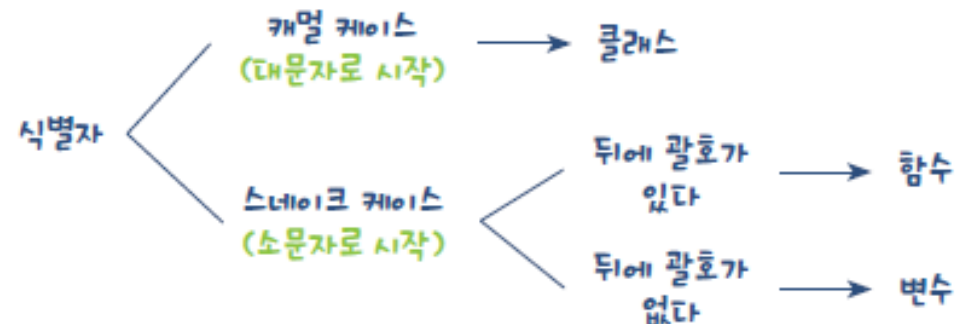 식별자
캐멀 케이스
(대문자로 시작)
클래스
스네이크 케이스
(소문자로 시작)
뒤에 괄호가
있다
함수
뒤에 괄호가
없다
변수